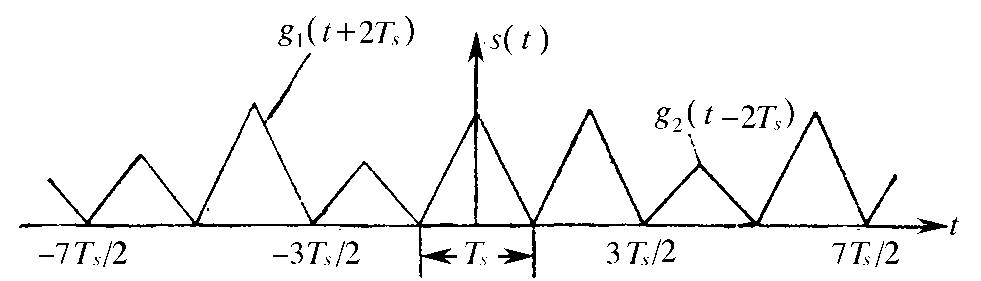 g₁(t+2Tₛ)
s(t)
g₂(t−2Tₛ)
t
−7Tₛ/2 −3Tₛ/2 Tₛ 3Tₛ/2 7Tₛ/2